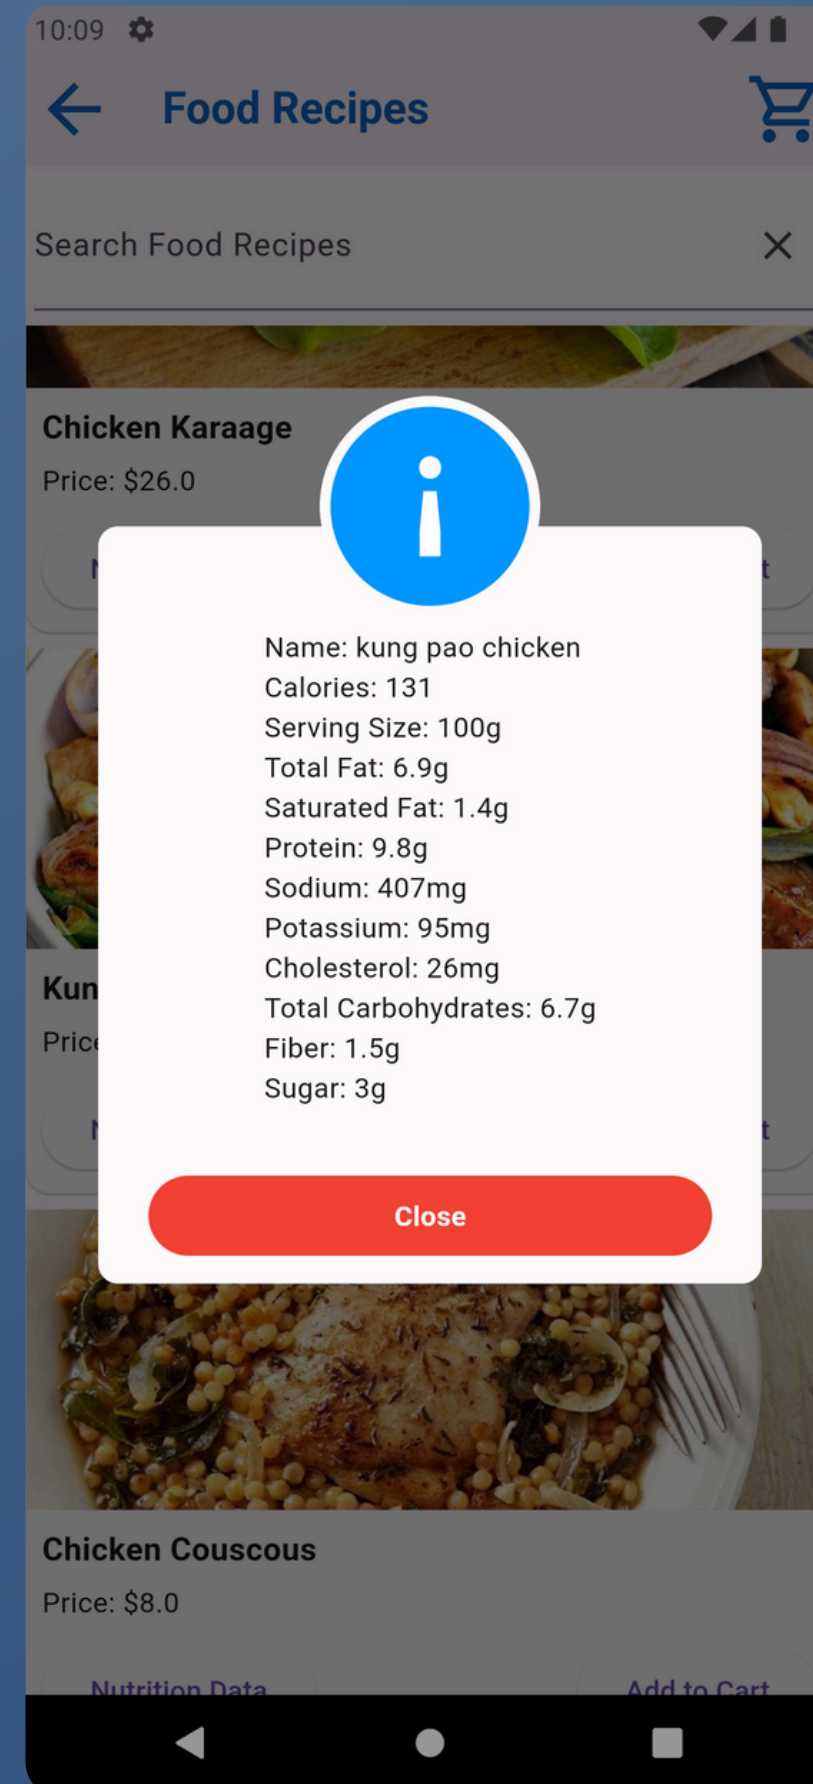 10:09
Food Recipes
Search Food Recipes
Chicken Karaage
Price: $26.0
Name: kung pao chicken
Calories: 131
Serving Size: 100g
Total Fat: 6.9g
Saturated Fat: 1.4g
Protein: 9.8g
Sodium: 407mg
Potassium: 95mg
Cholesterol: 26mg
Total Carbohydrates: 6.7g
Fiber: 1.5g
Sugar: 3g
Close
Chicken Couscous
Price: $8.0
Nutrition Data
Add to Cart